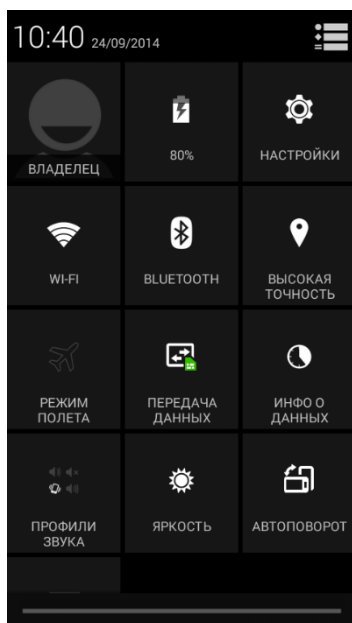 10:40 24/09/2014
ВЛАДЕЛЕЦ
80%
НАСТРОЙКИ
WI-FI
BLUETOOTH
ВЫСОКАЯ
ТОЧНОСТЬ
РЕЖИМ
ПОЛЕТА
ПЕРЕДАЧА
ДАННЫХ
ИНФО О
ДАННЫХ
ПРОФИЛИ
ЗВУКА
ЯРКОСТЬ
АВТОПОВОРОТ